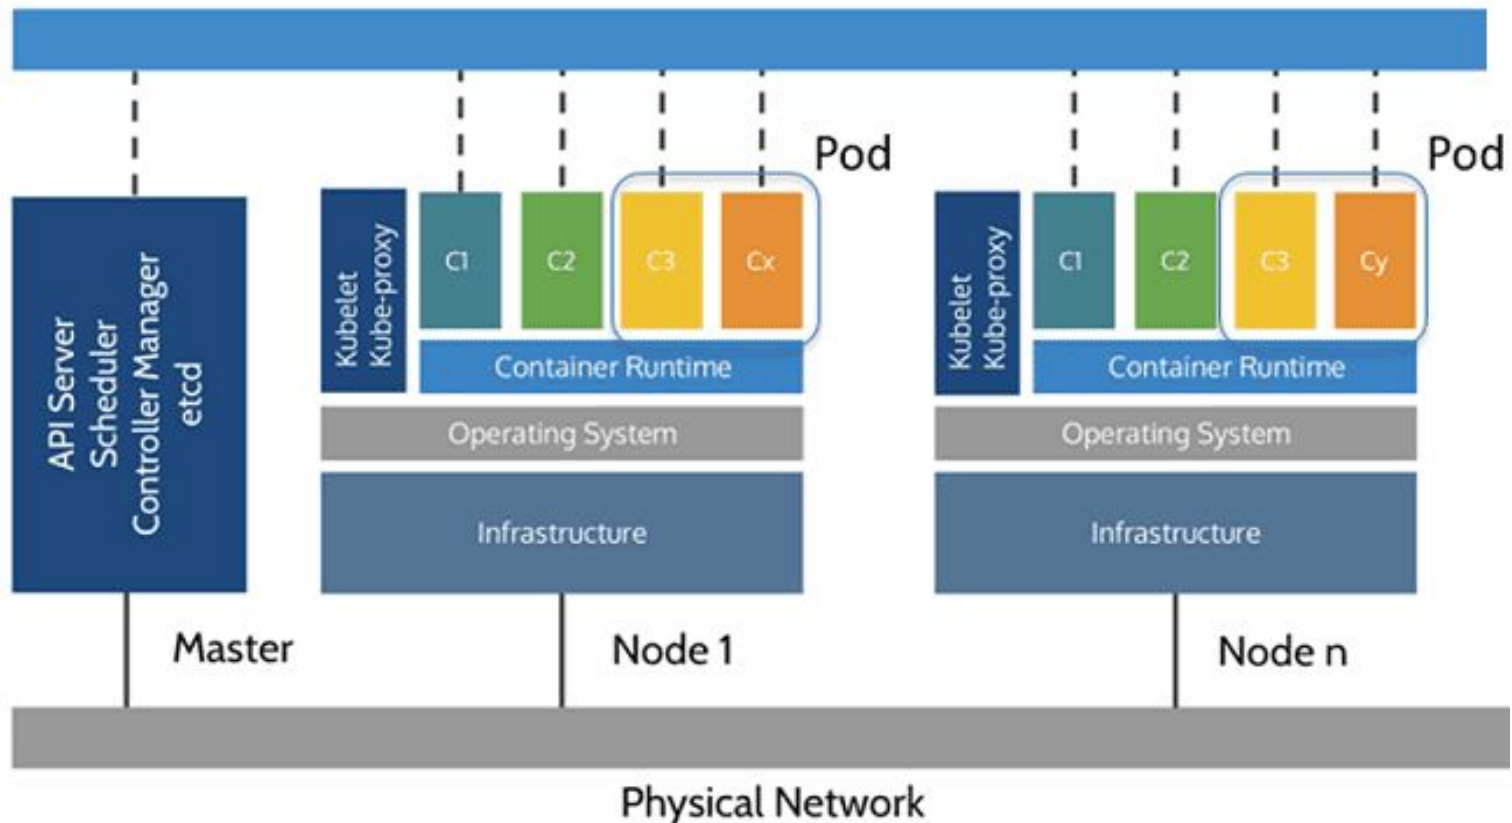 Pod
Pod
API Server
Scheduler
Controller Manager
etcd
Kubelet
Kube-proxy
C1
C2
C3
Cx
Container Runtime
Operating System
Infrastructure
Kubelet
Kube-proxy
C1
C2
C3
Cy
Container Runtime
Operating System
Infrastructure
Master
Node 1
Node n
Physical Network